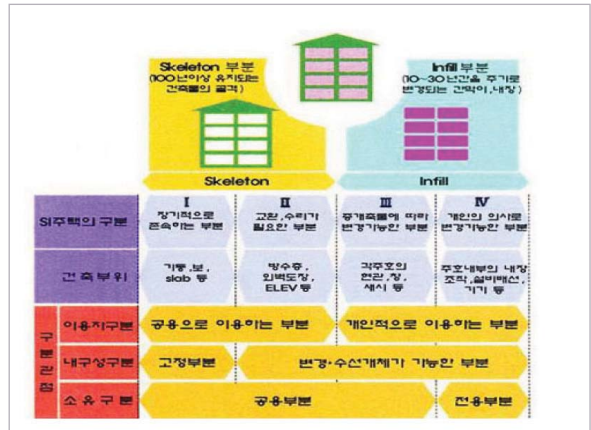 Skeleton 부분
(100년이상 유지되는
건축물의 골격)
Infill 부분
(10~30년간을 주기로
변경되는 간막이,내장)
Skeleton
Infill
SI주택의 구분
I
장기적으로
존속하는 부분
II
교환,수리가
필요한 부분
III
증개축물에 따라
변경가능한 부분
IV
개인의 의사로
변경가능한 부분
건축부위
기둥,보,
slab 등
방수층,
외벽도장,
ELEV 등
각주호의
현관,창,
새시 등
주호내부의 내장
조작,설비배선,
기기 등
구분관점
이용자구분
공용으로 이용하는 부분
개인적으로 이용하는 부분
내구성구분
고정부분
변경·수선개체가 가능한 부분
소유구분
공용부분
전용부분